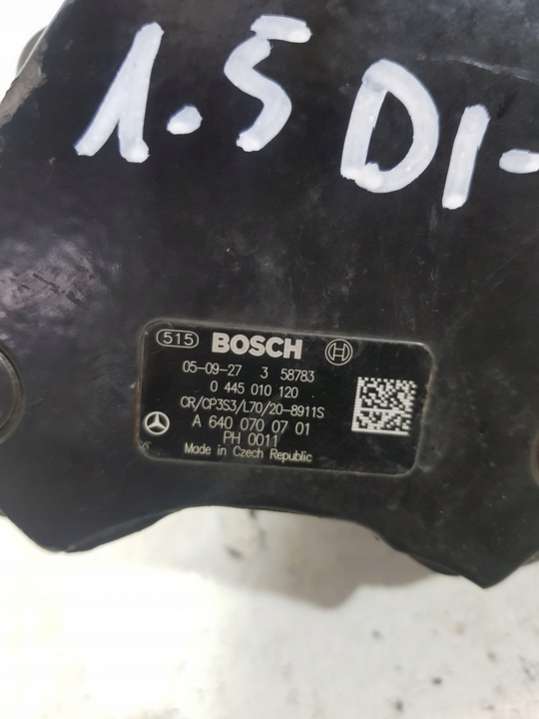 1.5 DI-
515 BOSCH
05-09-27 3 58783
0 445 010 120
CR/CP3S3/L70/20-8911S
A 640 070 07 01
PH 0011
Made in Czech Republic